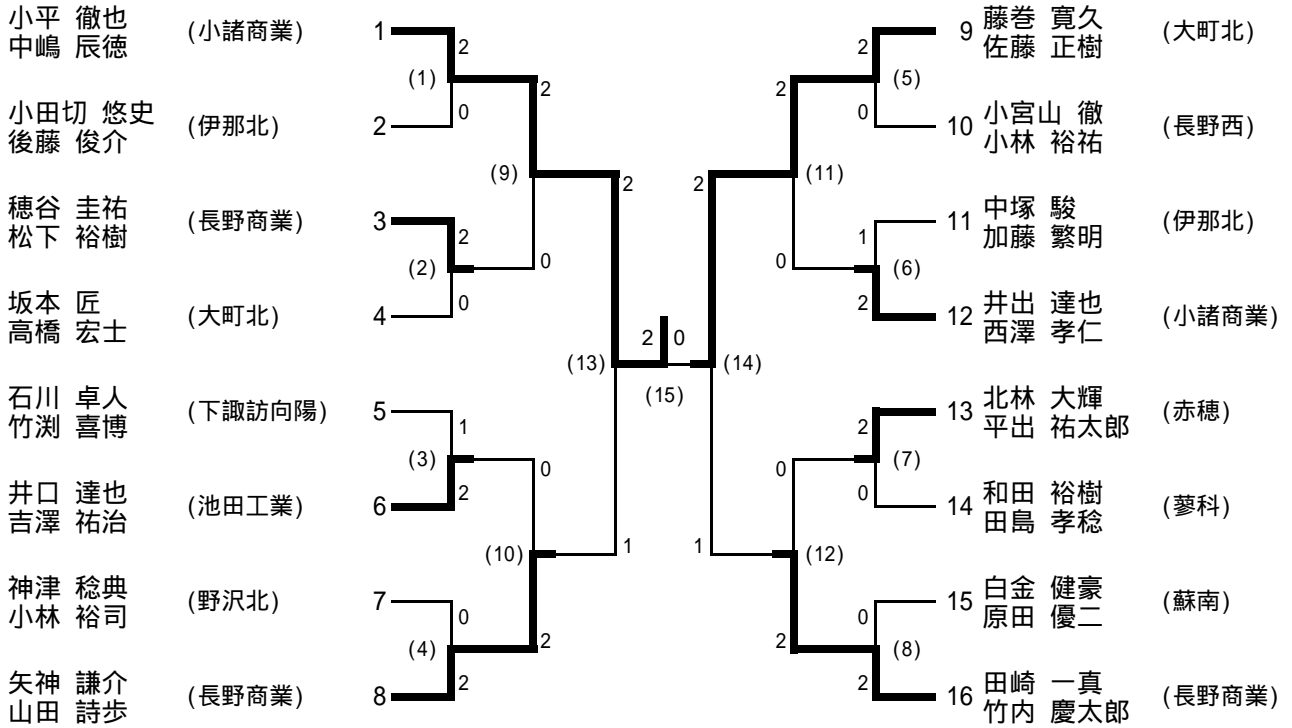 小平 徹也
中嶋 辰徳
(小諸商業)
1
2
(1)
0
小田切 悠史
後藤 俊介
(伊那北)
2
2
(9)
0
穂谷 圭祐
松下 裕樹
(長野商業)
3
2
(2)
0
坂本 匠
高橋 宏士
(大町北)
4
2
(13)
1
石川 卓人
竹渕 喜博
(下諏訪向陽)
5
1
(3)
2
井口 達也
吉澤 祐治
(池田工業)
6
0
(10)
2
神津 稔典
小林 裕司
(野沢北)
7
0
(4)
2
矢神 謙介
山田 詩歩
(長野商業)
8
2 0
(15)
9
藤巻 寛久
佐藤 正樹
(大町北)
2
(5)
0
10
小宮山 徹
小林 裕祐
(長野西)
2
(11)
0
11
中塚 駿
加藤 繁明
(伊那北)
1
(6)
2
12
井出 達也
西澤 孝仁
(小諸商業)
2
(14)
1
13
北林 大輝
平出 祐太郎
(赤穂)
2
(7)
0
14
和田 裕樹
田島 孝稔
(蓼科)
0
(12)
2
15
白金 健豪
原田 優二
(蘇南)
0
(8)
2
16
田崎 一真
竹内 慶太郎
(長野商業)